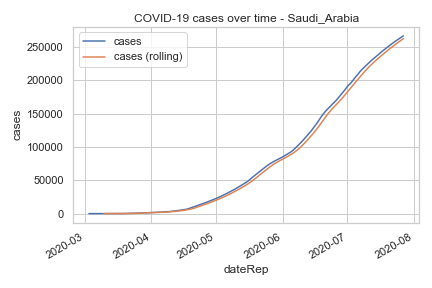 COVID-19 cases over time - Saudi_Arabia
cases
cases (rolling)
250000
200000
150000
100000
50000
0
cases
2020-03
2020-04
2020-05
2020-06
2020-07
2020-08
dateRep